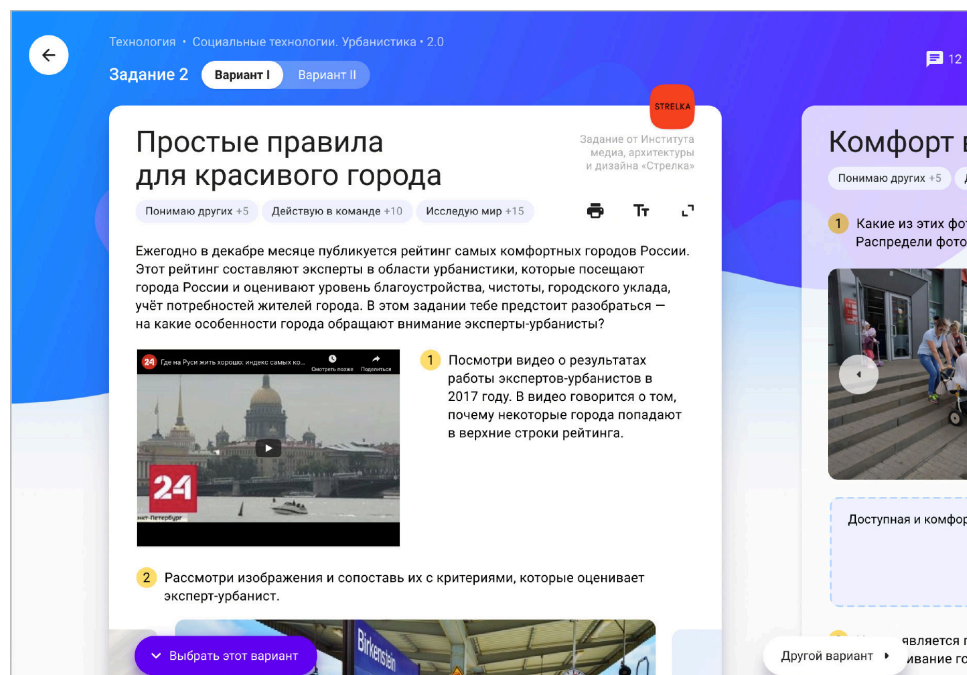 Технология • Социальные технологии. Урбанистика • 2.0
Задание 2
Вариант I
Вариант II
12
STRELKA
Простые правила
для красивого города
Задание от Института
медиа, архитектуры
и дизайна «Стрелка»
Понимаю других +5
Действую в команде +10
Исследую мир +15
Тт
Ежегодно в декабре месяце публикуется рейтинг самых комфортных городов России.
Этот рейтинг составляют эксперты в области урбанистики, которые посещают
города России и оценивают уровень благоустройства, чистоты, городского уклада,
учёт потребностей жителей города. В этом задании тебе предстоит разобраться —
на какие особенности города обращают внимание эксперты-урбанисты?
24 Где на Руси жить хорошо: индекс самых ко...
Смотреть позже
Поделиться
24
нкт-Петербург
1 Посмотри видео о результатах
работы экспертов-урбанистов в
2017 году. В видео говорится о том,
почему некоторые города попадают
в верхние строки рейтинга.
2 Рассмотри изображения и сопоставь их с критериями, которые оценивает
эксперт-урбанист.
Birkenstein
Выбрать этот вариант
Комфорт в
Понимаю других +5
1 Какие из этих фо
Распредели фото
Доступная и комфор
является г
ивание го
Другой вариант